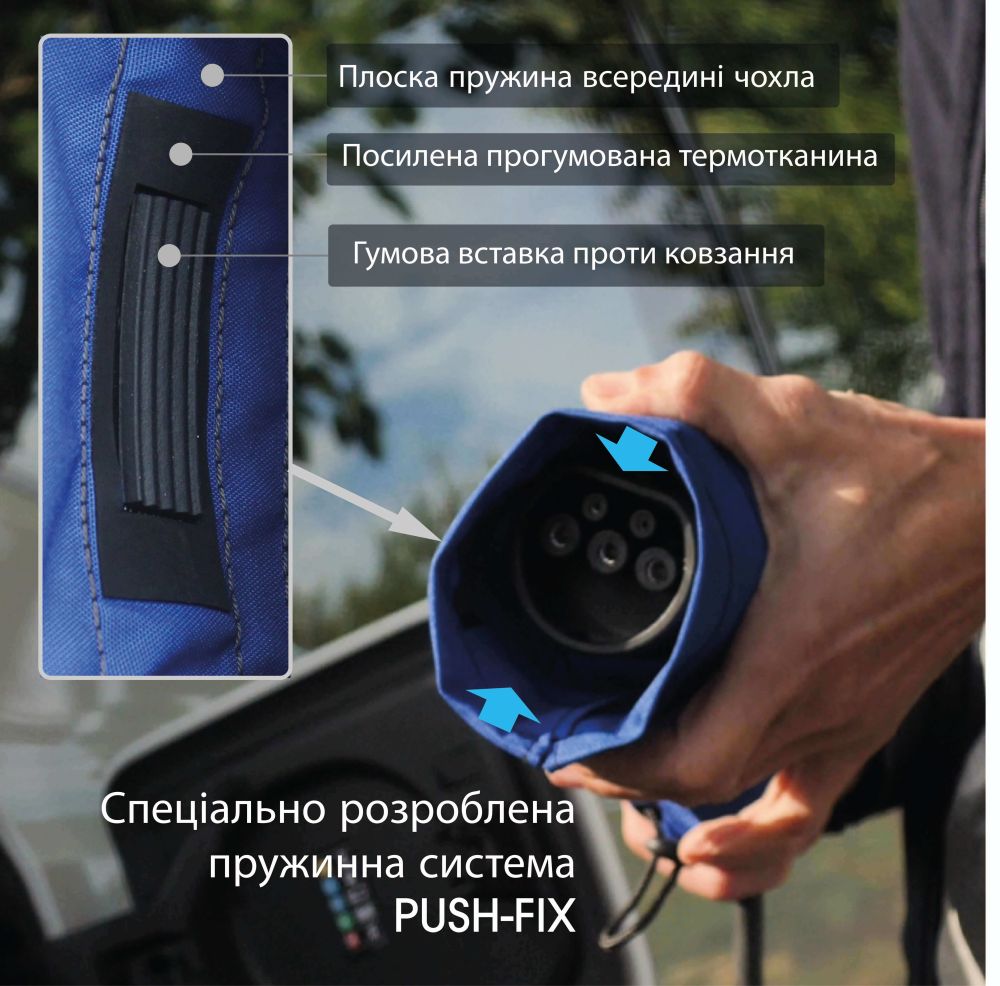 Плоска пружина всередині чохла
Посилена прогумована термотканина
Гумова вставка проти ковзання
Спеціально розроблена
пружинна система
PUSH-FIX